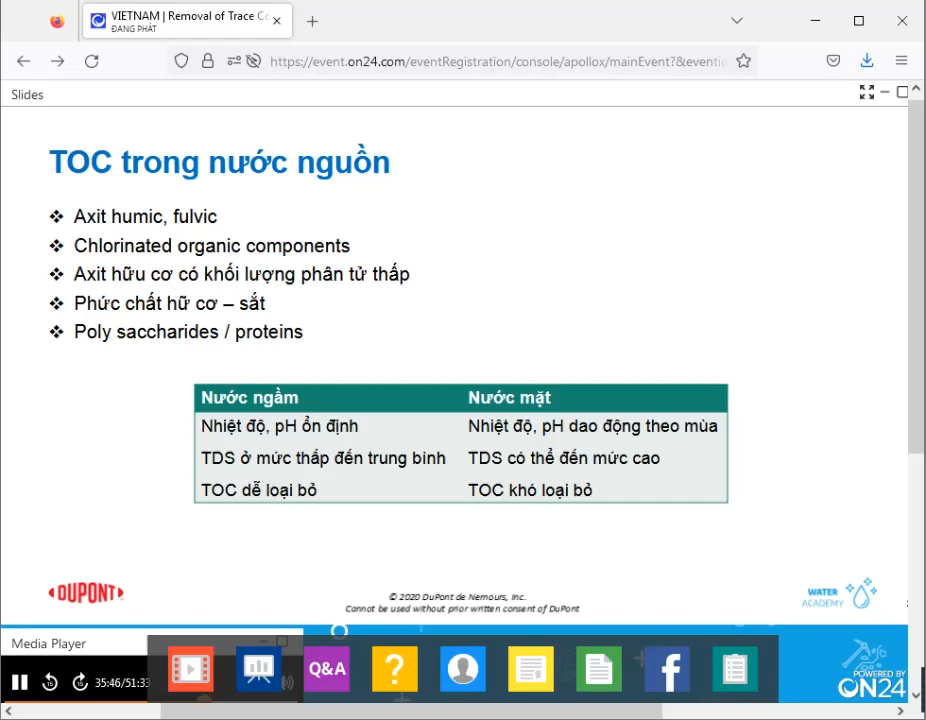 VIETNAM | Removal of Trace Co
ĐANG PHÁT
https://event.on24.com/eventRegistration/console/apollox/mainEvent?&eventi
Slides
TOC trong nước nguồn
❖ Axit humic, fulvic
❖ Chlorinated organic components
❖ Axit hữu cơ có khối lượng phân tử thấp
❖ Phức chất hữ cơ – sắt
❖ Poly saccharides / proteins
Nước ngầm Nước mặt
Nhiệt độ, pH ổn định Nhiệt độ, pH dao động theo mùa
TDS ở mức thấp đến trung bình TDS có thể đến mức cao
TOC dễ loại bỏ TOC khó loại bỏ
DUPONT
© 2020 DuPont de Nemours, Inc.
Cannot be used without prior written consent of DuPont
WATER
ACADEMY
Media Player
15
15
35:46/51:33
Q&A
?
f
POWERED BY
ON24